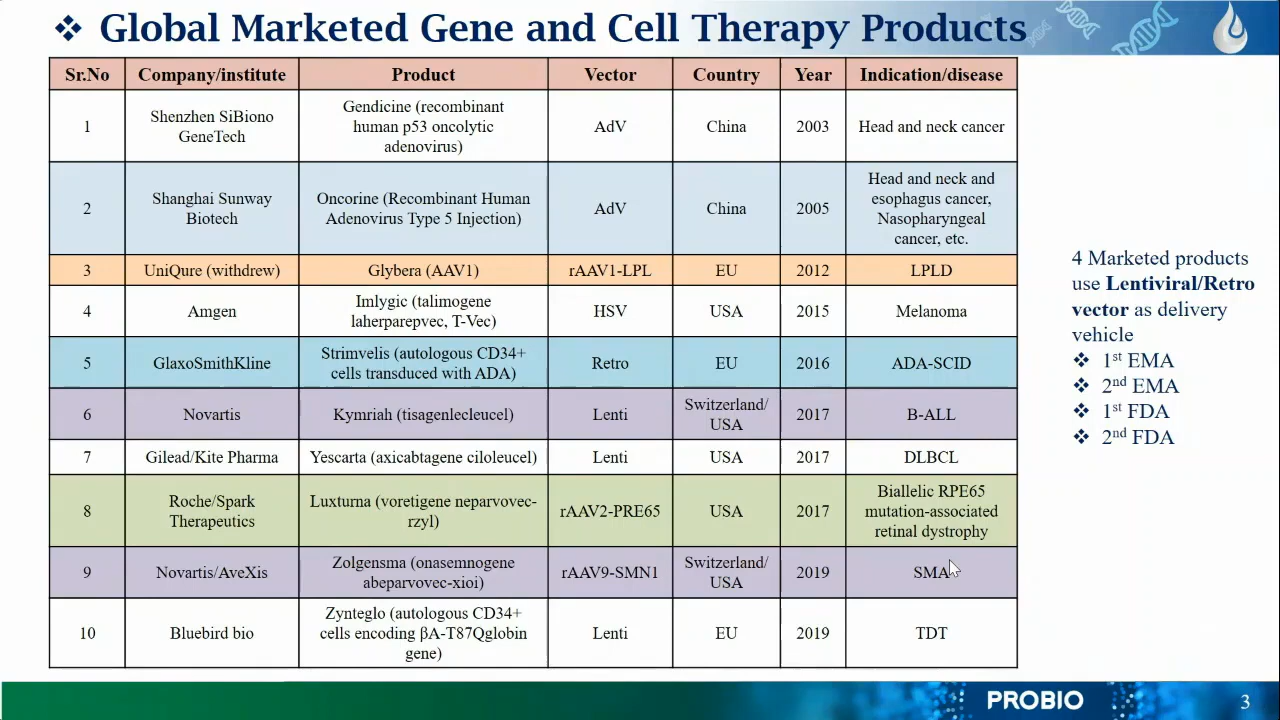 ❖ Global Marketed Gene and Cell Therapy Products
Sr.No Company/institute Product Vector Country Year Indication/disease
1 Shenzhen SiBiono GeneTech Gendicine (recombinant human p53 oncolytic adenovirus) AdV China 2003 Head and neck cancer
2 Shanghai Sunway Biotech Oncorine (Recombinant Human Adenovirus Type 5 Injection) AdV China 2005 Head and neck and esophagus cancer, Nasopharyngeal cancer, etc.
3 UniQure (withdrew) Glybera (AAV1) rAAV1-LPL EU 2012 LPLD
4 Amgen Imlygic (talimogene laherparepvec, T-Vec) HSV USA 2015 Melanoma
5 GlaxoSmithKline Strimvelis (autologous CD34+ cells transduced with ADA) Retro EU 2016 ADA-SCID
6 Novartis Kymriah (tisagenlecleucel) Lenti Switzerland/ USA 2017 B-ALL
7 Gilead/Kite Pharma Yescarta (axicabtagene ciloleucel) Lenti USA 2017 DLBCL
8 Roche/Spark Therapeutics Luxturna (voretigene neparvovec-rzyl) rAAV2-PRE65 USA 2017 Biallelic RPE65 mutation-associated retinal dystrophy
9 Novartis/AveXis Zolgensma (onasemnogene abeparvovec-xioi) rAAV9-SMN1 Switzerland/ USA 2019 SMA
10 Bluebird bio Zynteglo (autologous CD34+ cells encoding βA-T87Qglobin gene) Lenti EU 2019 TDT
4 Marketed products
use Lentiviral/Retro
vector as delivery
vehicle
❖ 1st EMA
❖ 2nd EMA
❖ 1st FDA
❖ 2nd FDA
PROBIO
3